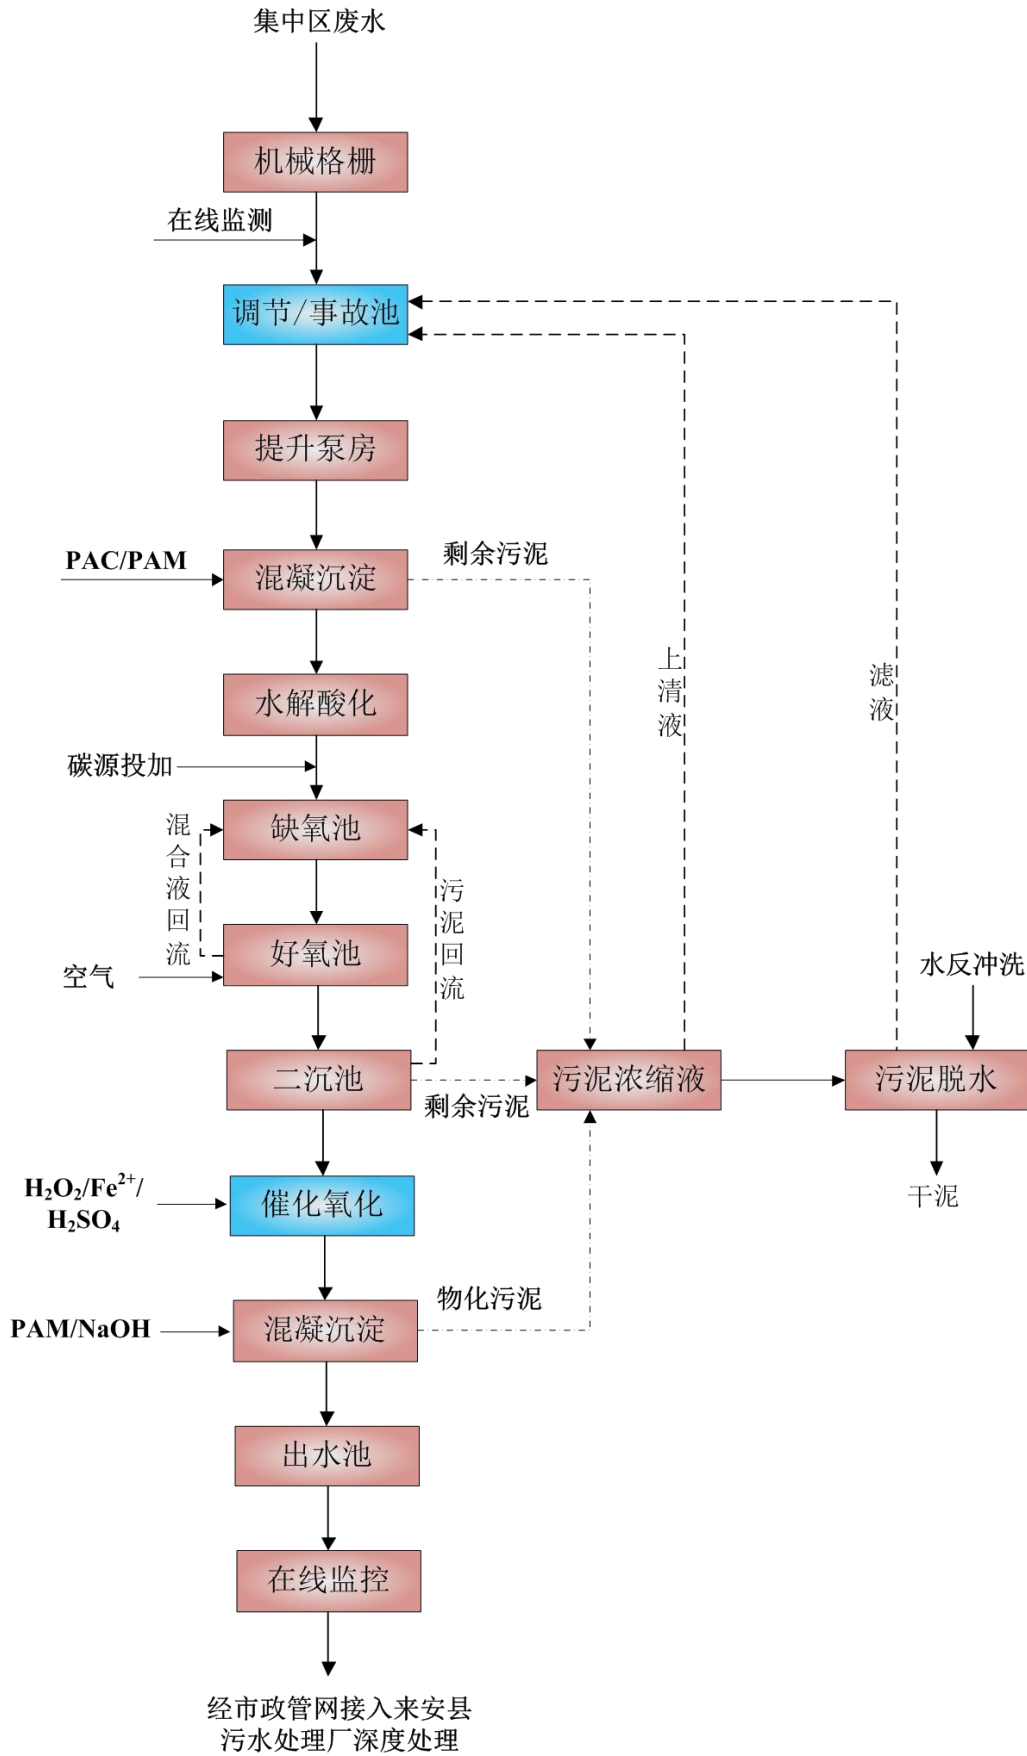 集中区废水
机械格栅
在线监测
调节/事故池
提升泵房
PAC/PAM
混凝沉淀
剩余污泥
上清液
滤液
水解酸化
碳源投加
缺氧池
混合液回流
污泥回流
好氧池
空气
水反冲洗
二沉池
剩余污泥
污泥浓缩液
污泥脱水
干泥
H₂O₂/Fe²⁺/
H₂SO₄
催化氧化
物化污泥
PAM/NaOH
混凝沉淀
出水池
在线监控
经市政管网接入来安县
污水处理厂深度处理